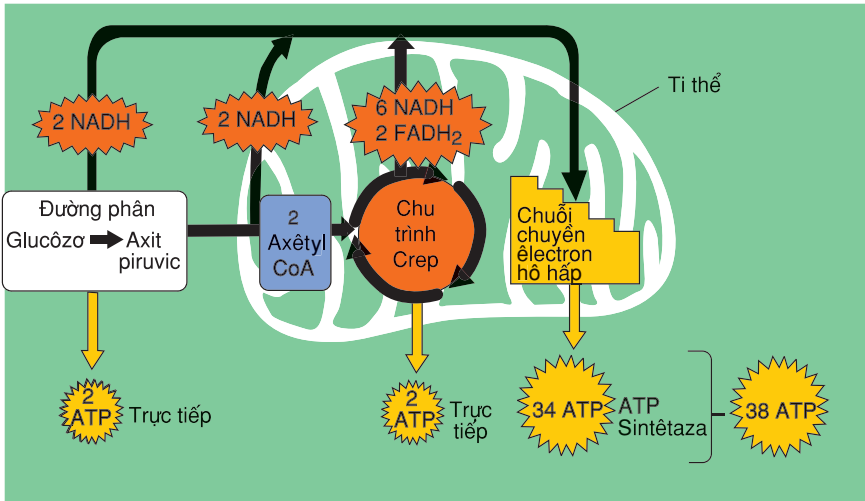 Ti thể
2 NADH
2 NADH
6 NADH
2 FADH₂
Đường phân
Glucôzơ Axit
piruvic
2
Axêtyl
CoA
Chu
trình
Crep
Chuỗi
chuyền
êlectron
hô hấp
2
ATP
Trực tiếp
2
ATP
Trực
tiếp
34 ATP
ATP
Sintêtaza
38 ATP